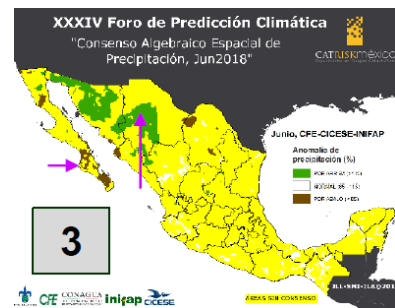 XXXIV Foro de Predicción Climática
"Consenso Algebraico Espacial de
Precipitación, Jun2018"
CATRISKméxico
Junio, CFE-CICESE-INIFAP
Anomalía de
precipitación (%)
3
CFE CONAGUA inifap CICESE
ÁREAS SIN CONSENSO